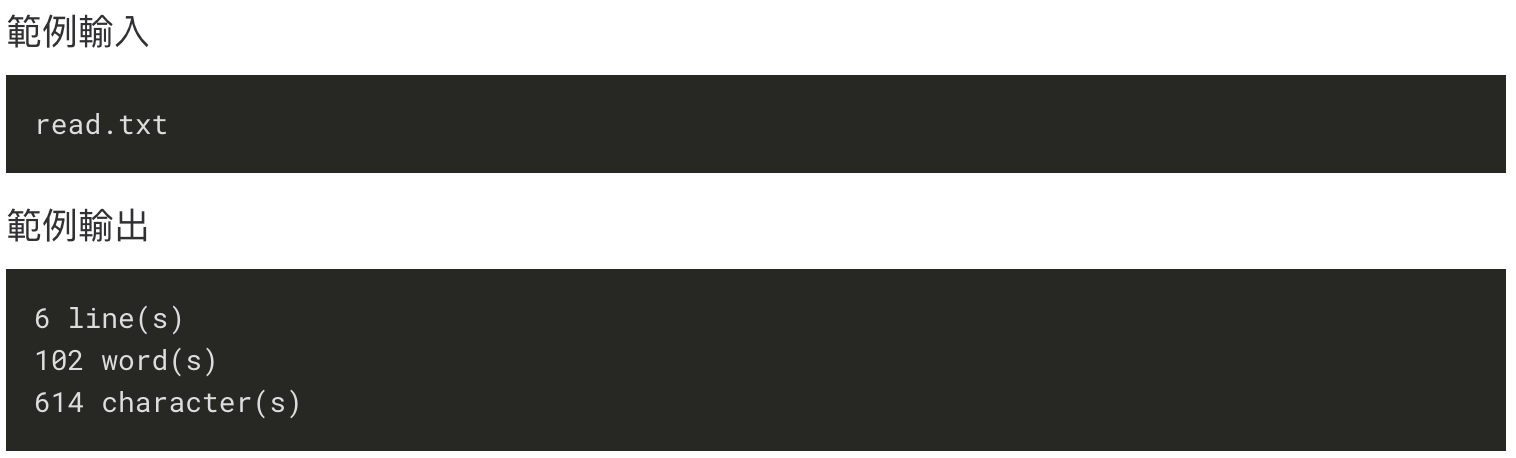 範例輸入
read.txt
範例輸出
6 line(s)
102 word(s)
614 character(s)